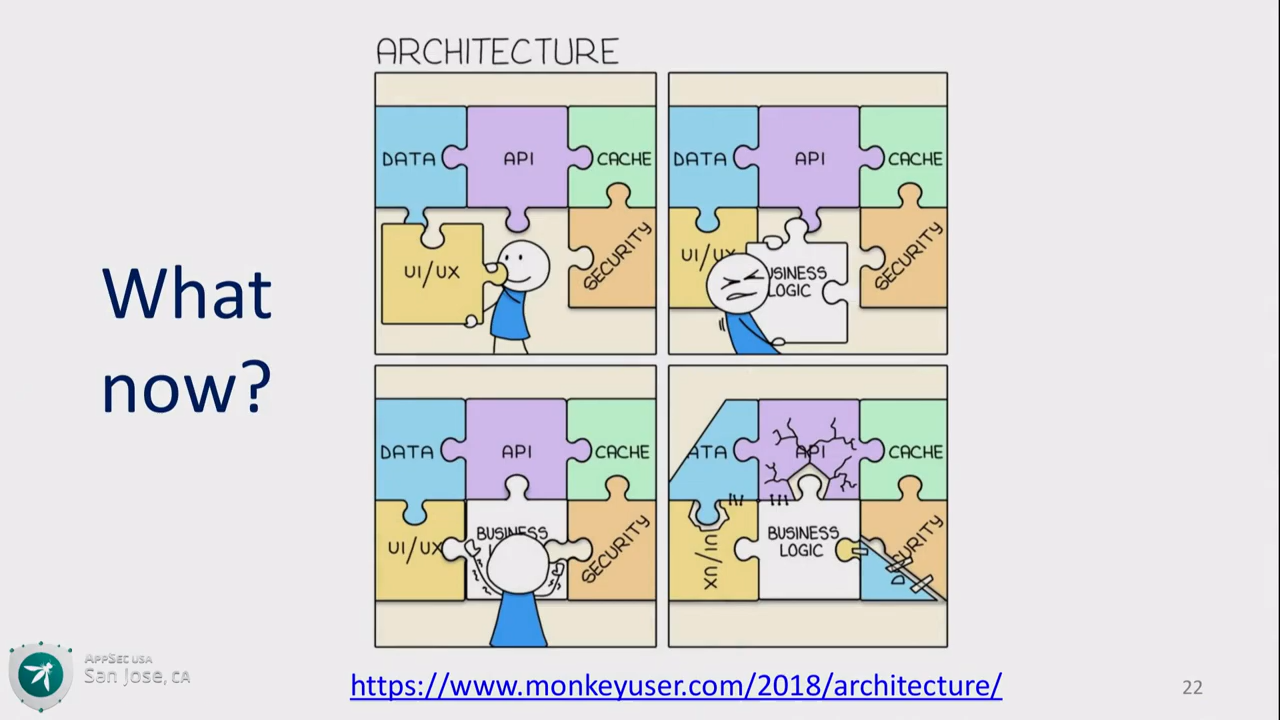 ARCHITECTURE
DATA
API
CACHE
UI/UX
SECURITY
DATA
API
CACHE
UI/UX
USINESS
LOGIC
SECURITY
What
now?
DATA
API
CACHE
UI/UX
BUSINESS
SECURITY
ATA
API
CACHE
UI/UX
BUSINESS
LOGIC
D
CURITY
AppSec USA
San Jose, CA
https://www.monkeyuser.com/2018/architecture/
22